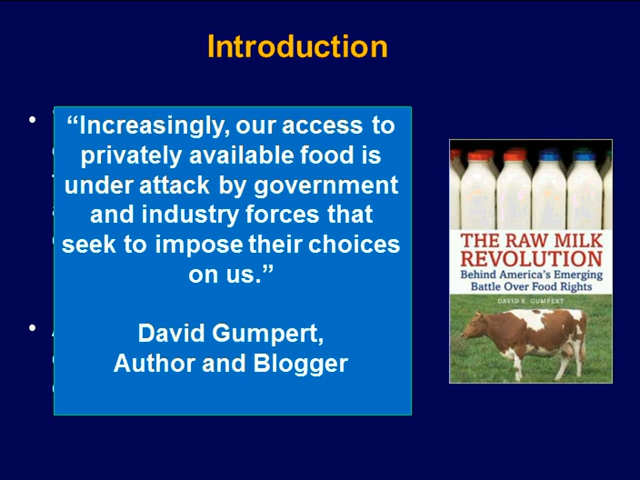 Introduction
“Increasingly, our access to
privately available food is
under attack by government
and industry forces that
seek to impose their choices
on us.”
David Gumpert,
Author and Blogger
THE RAW MILK
REVOLUTION
Behind America's Emerging
Battle Over Food Rights
DAVID E. GUMPERT